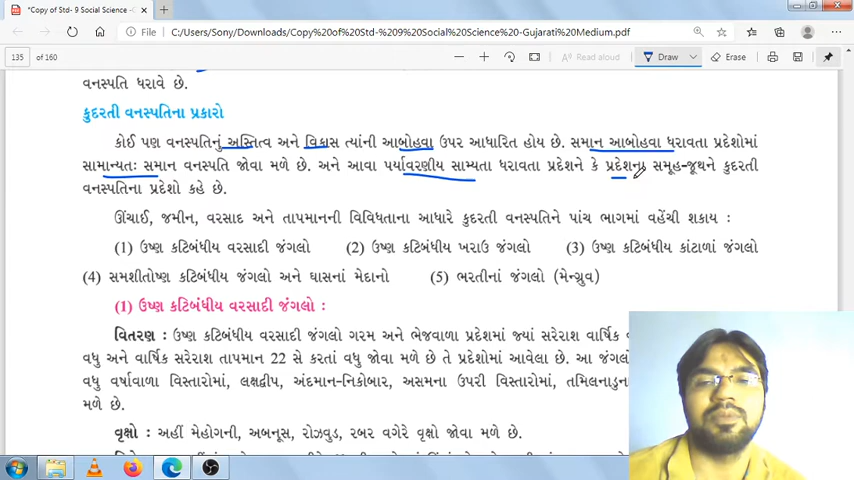 *Copy of Std- 9 Social Science -G
File
C:/Users/Sony/Downloads/Copy%20of%20Std-%209%20Social%20Science%20-Gujarati%20Medium.pdf
135
of 160
Read aloud
Draw
Erase
વનસ્પતિ ધરાવે છે.
કુદરતી વનસ્પતિના પ્રકારો
કોઈ પણ વનસ્પતિનું અસ્તિત્વ અને વિકાસ ત્યાંની આબોહવા ઉપર આધારિત હોય છે. સમાન આબોહવા ધરાવતા પ્રદેશોમાં
સામાન્યતઃ સમાન વનસ્પતિ જોવા મળે છે. અને આવા પર્યાવરણીય સામ્યતા ધરાવતા પ્રદેશને કે પ્રદેશના સમૂહ-જૂથને કુદરતી
વનસ્પતિના પ્રદેશો કહે છે.
ઊંચાઈ, જમીન, વરસાદ અને તાપમાનની વિવિધતાના આધારે કુદરતી વનસ્પતિને પાંચ ભાગમાં વહેંચી શકાય :
(1) ઉષ્ણ કટિબંધીય વરસાદી જંગલો (2) ઉષ્ણ કટિબંધીય ખરાઉ જંગલો (3) ઉષ્ણ કટિબંધીય કાંટાળાં જંગલો
(4) સમશીતોષ્ણ કટિબંધીય જંગલો અને ઘાસનાં મેદાનો (5) ભરતીનાં જંગલો (મેન્ગ્રુવ)
(1) ઉષ્ણ કટિબંધીય વરસાદી જંગલો :
વિતરણ : ઉષ્ણ કટિબંધીય વરસાદી જંગલો ગરમ અને ભેજવાળા પ્રદેશમાં જ્યાં સરેરાશ વાર્ષિક
વધુ અને વાર્ષિક સરેરાશ તાપમાન 22 સે કરતાં વધુ જોવા મળે છે તે પ્રદેશોમાં આવેલા છે. આ જંગલો
વધુ વર્ષાવાળા વિસ્તારોમાં, લક્ષદ્વીપ, અંદમાન-નિકોબાર, અસમના ઉપરી વિસ્તારોમાં, તમિલનાડુના
મળે છે.
વૃક્ષો : અહીં મેહોગની, અબનૂસ, રોઝવુડ, રબર વગેરે વૃક્ષો જોવા મળે છે.